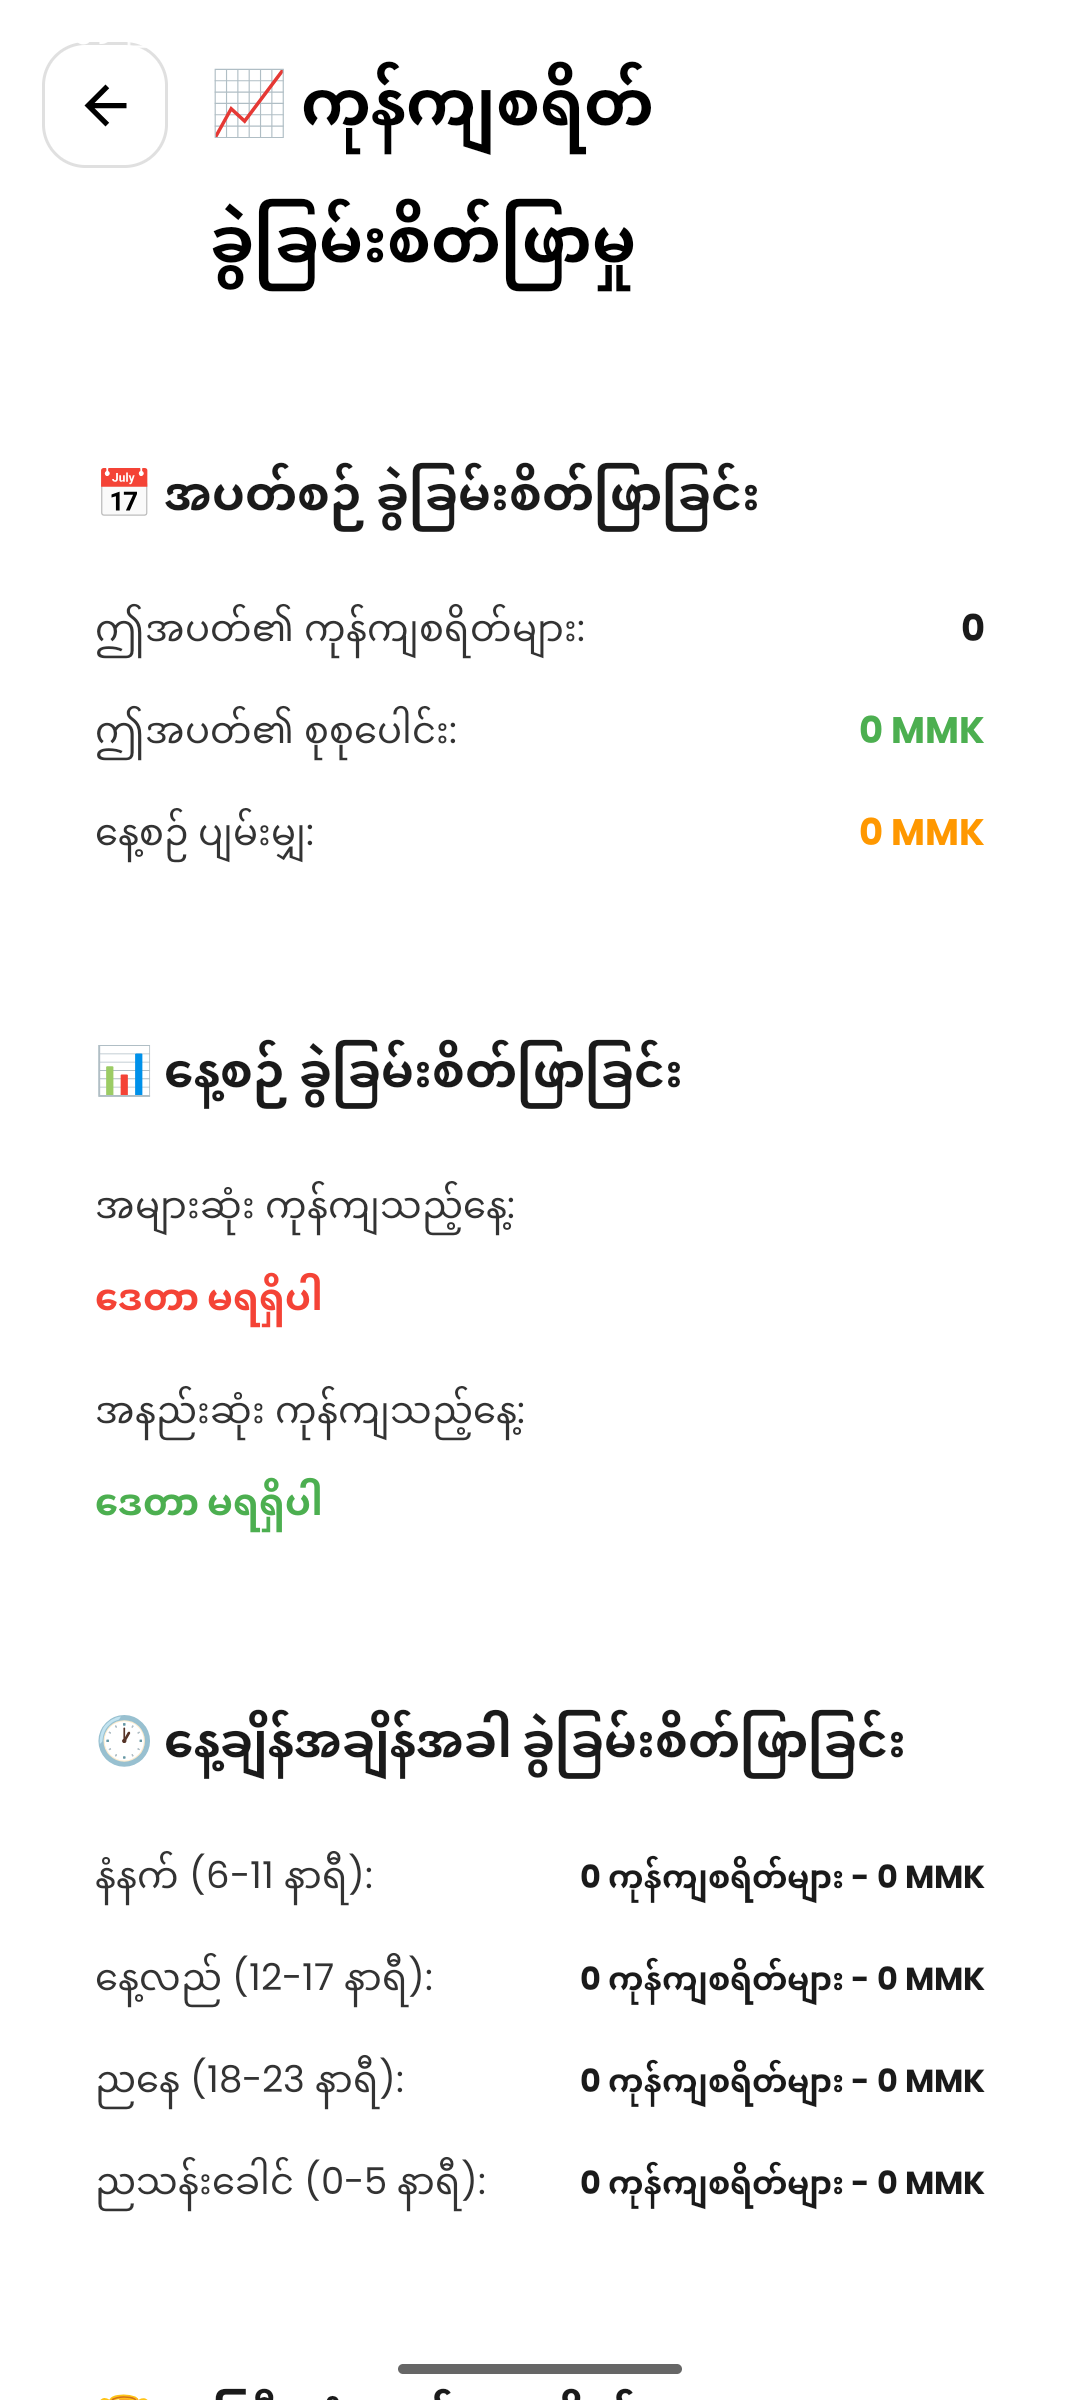 📈 ကုန်ကျစရိတ်
ခွဲခြမ်းစိတ်ဖြာမှု
📅 အပတ်စဉ် ခွဲခြမ်းစိတ်ဖြာခြင်း
ဤအပတ်၏ ကုန်ကျစရိတ်များ: 0
ဤအပတ်၏ စုစုပေါင်း: 0 MMK
နေ့စဉ် ပျမ်းမျှ: 0 MMK
📊 နေ့စဉ် ခွဲခြမ်းစိတ်ဖြာခြင်း
အများဆုံး ကုန်ကျသည့်နေ့:
ဒေတာ မရရှိပါ
အနည်းဆုံး ကုန်ကျသည့်နေ့:
ဒေတာ မရရှိပါ
🕐 နေ့ချိန်အချိန်အခါ ခွဲခြမ်းစိတ်ဖြာခြင်း
နံနက် (6-11 နာရီ): 0 ကုန်ကျစရိတ်များ - 0 MMK
နေ့လည် (12-17 နာရီ): 0 ကုန်ကျစရိတ်များ - 0 MMK
ညနေ (18-23 နာရီ): 0 ကုန်ကျစရိတ်များ - 0 MMK
ညသန်းခေါင် (0-5 နာရီ): 0 ကုန်ကျစရိတ်များ - 0 MMK